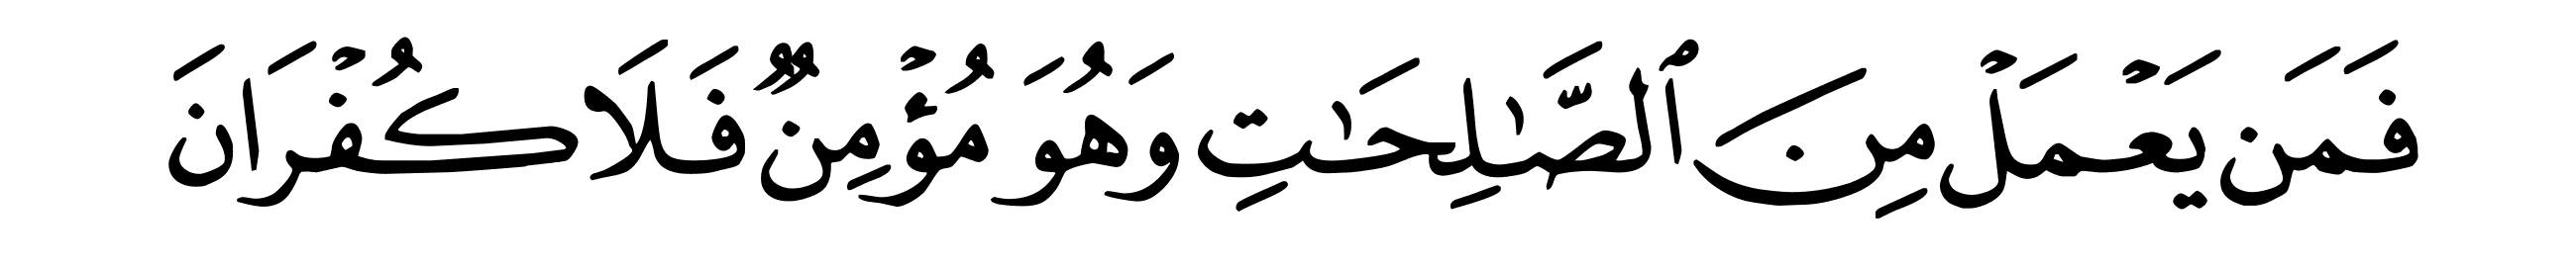 فَمَن يَعۡمَلۡ مِنَ ٱلصَّـٰلِحَـٰتِ وَهُوَ مُؤۡمِنٌ فَلَا كُفۡرَانَ